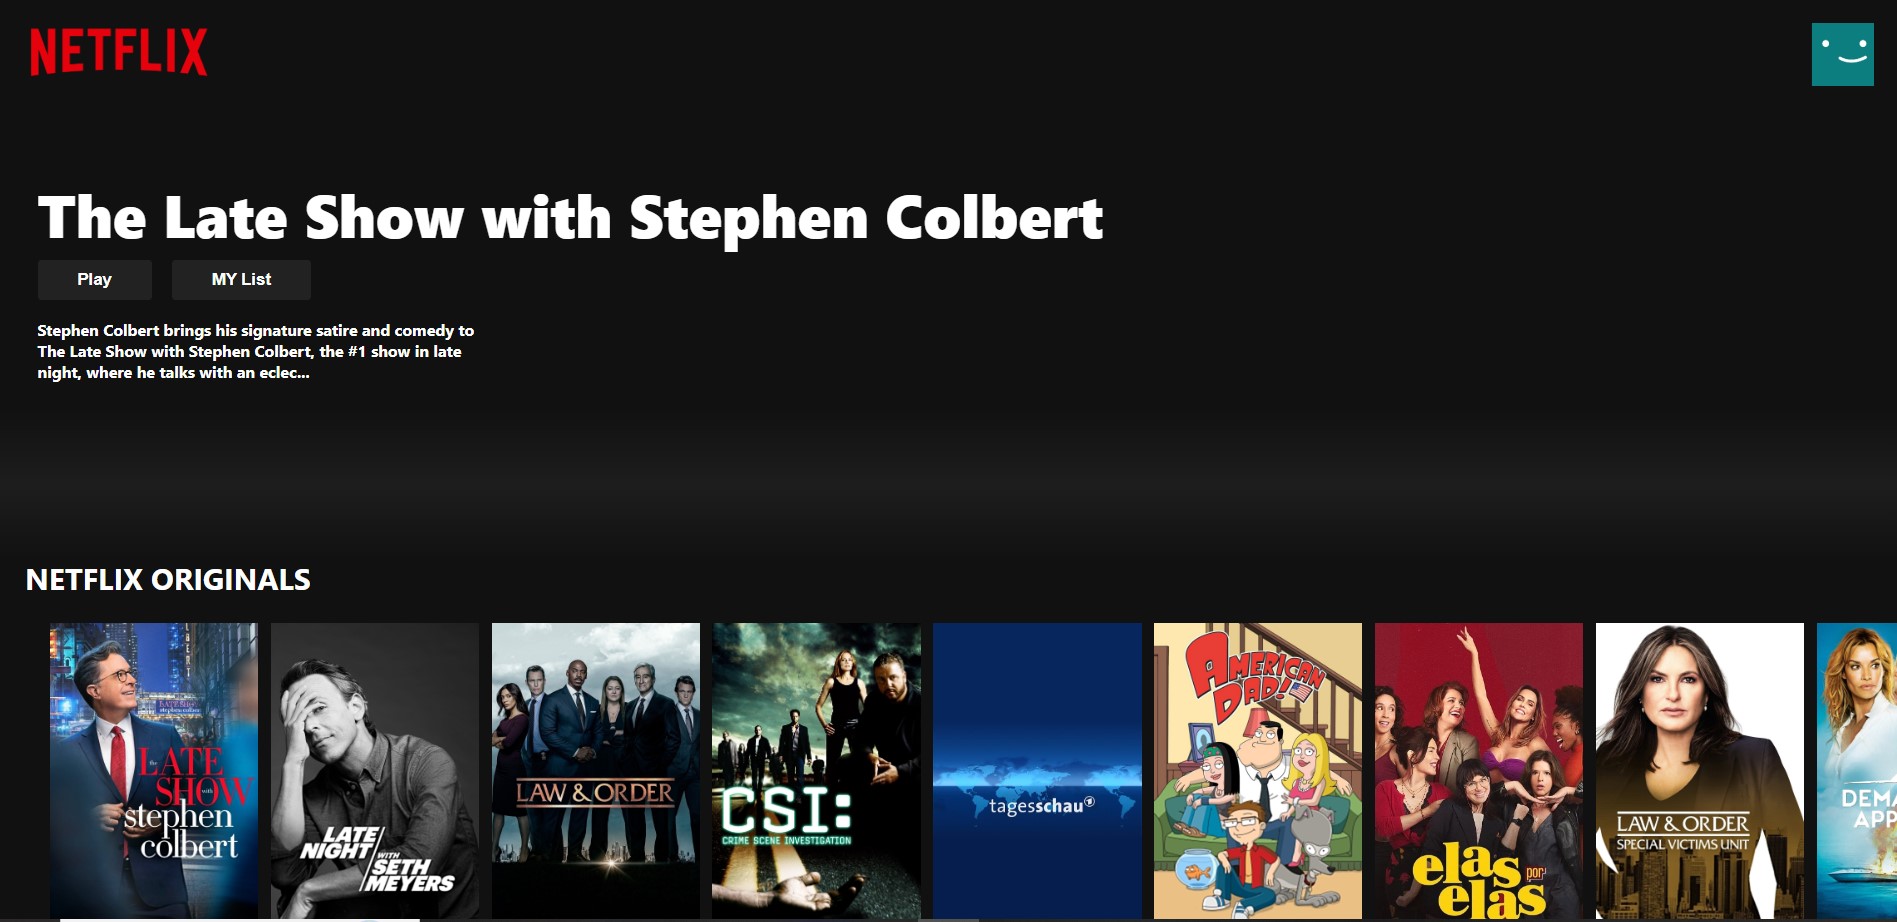 NETFLIX
The Late Show with Stephen Colbert
Play
MY List
Stephen Colbert brings his signature satire and comedy to
The Late Show with Stephen Colbert, the #1 show in late
night, where he talks with an eclec...
NETFLIX ORIGINALS
the
LATE
SHOW with
stephen
colbert
LATE
NIGHT
WITH
SETH
MEYERS
LAW & ORDER
CSI:
CRIME SCENE INVESTIGATION
tagesschau
AMERICAN
DAD!
elas por
elas
LAW & ORDER
SPECIAL VICTIMS UNIT
DEMA
APP